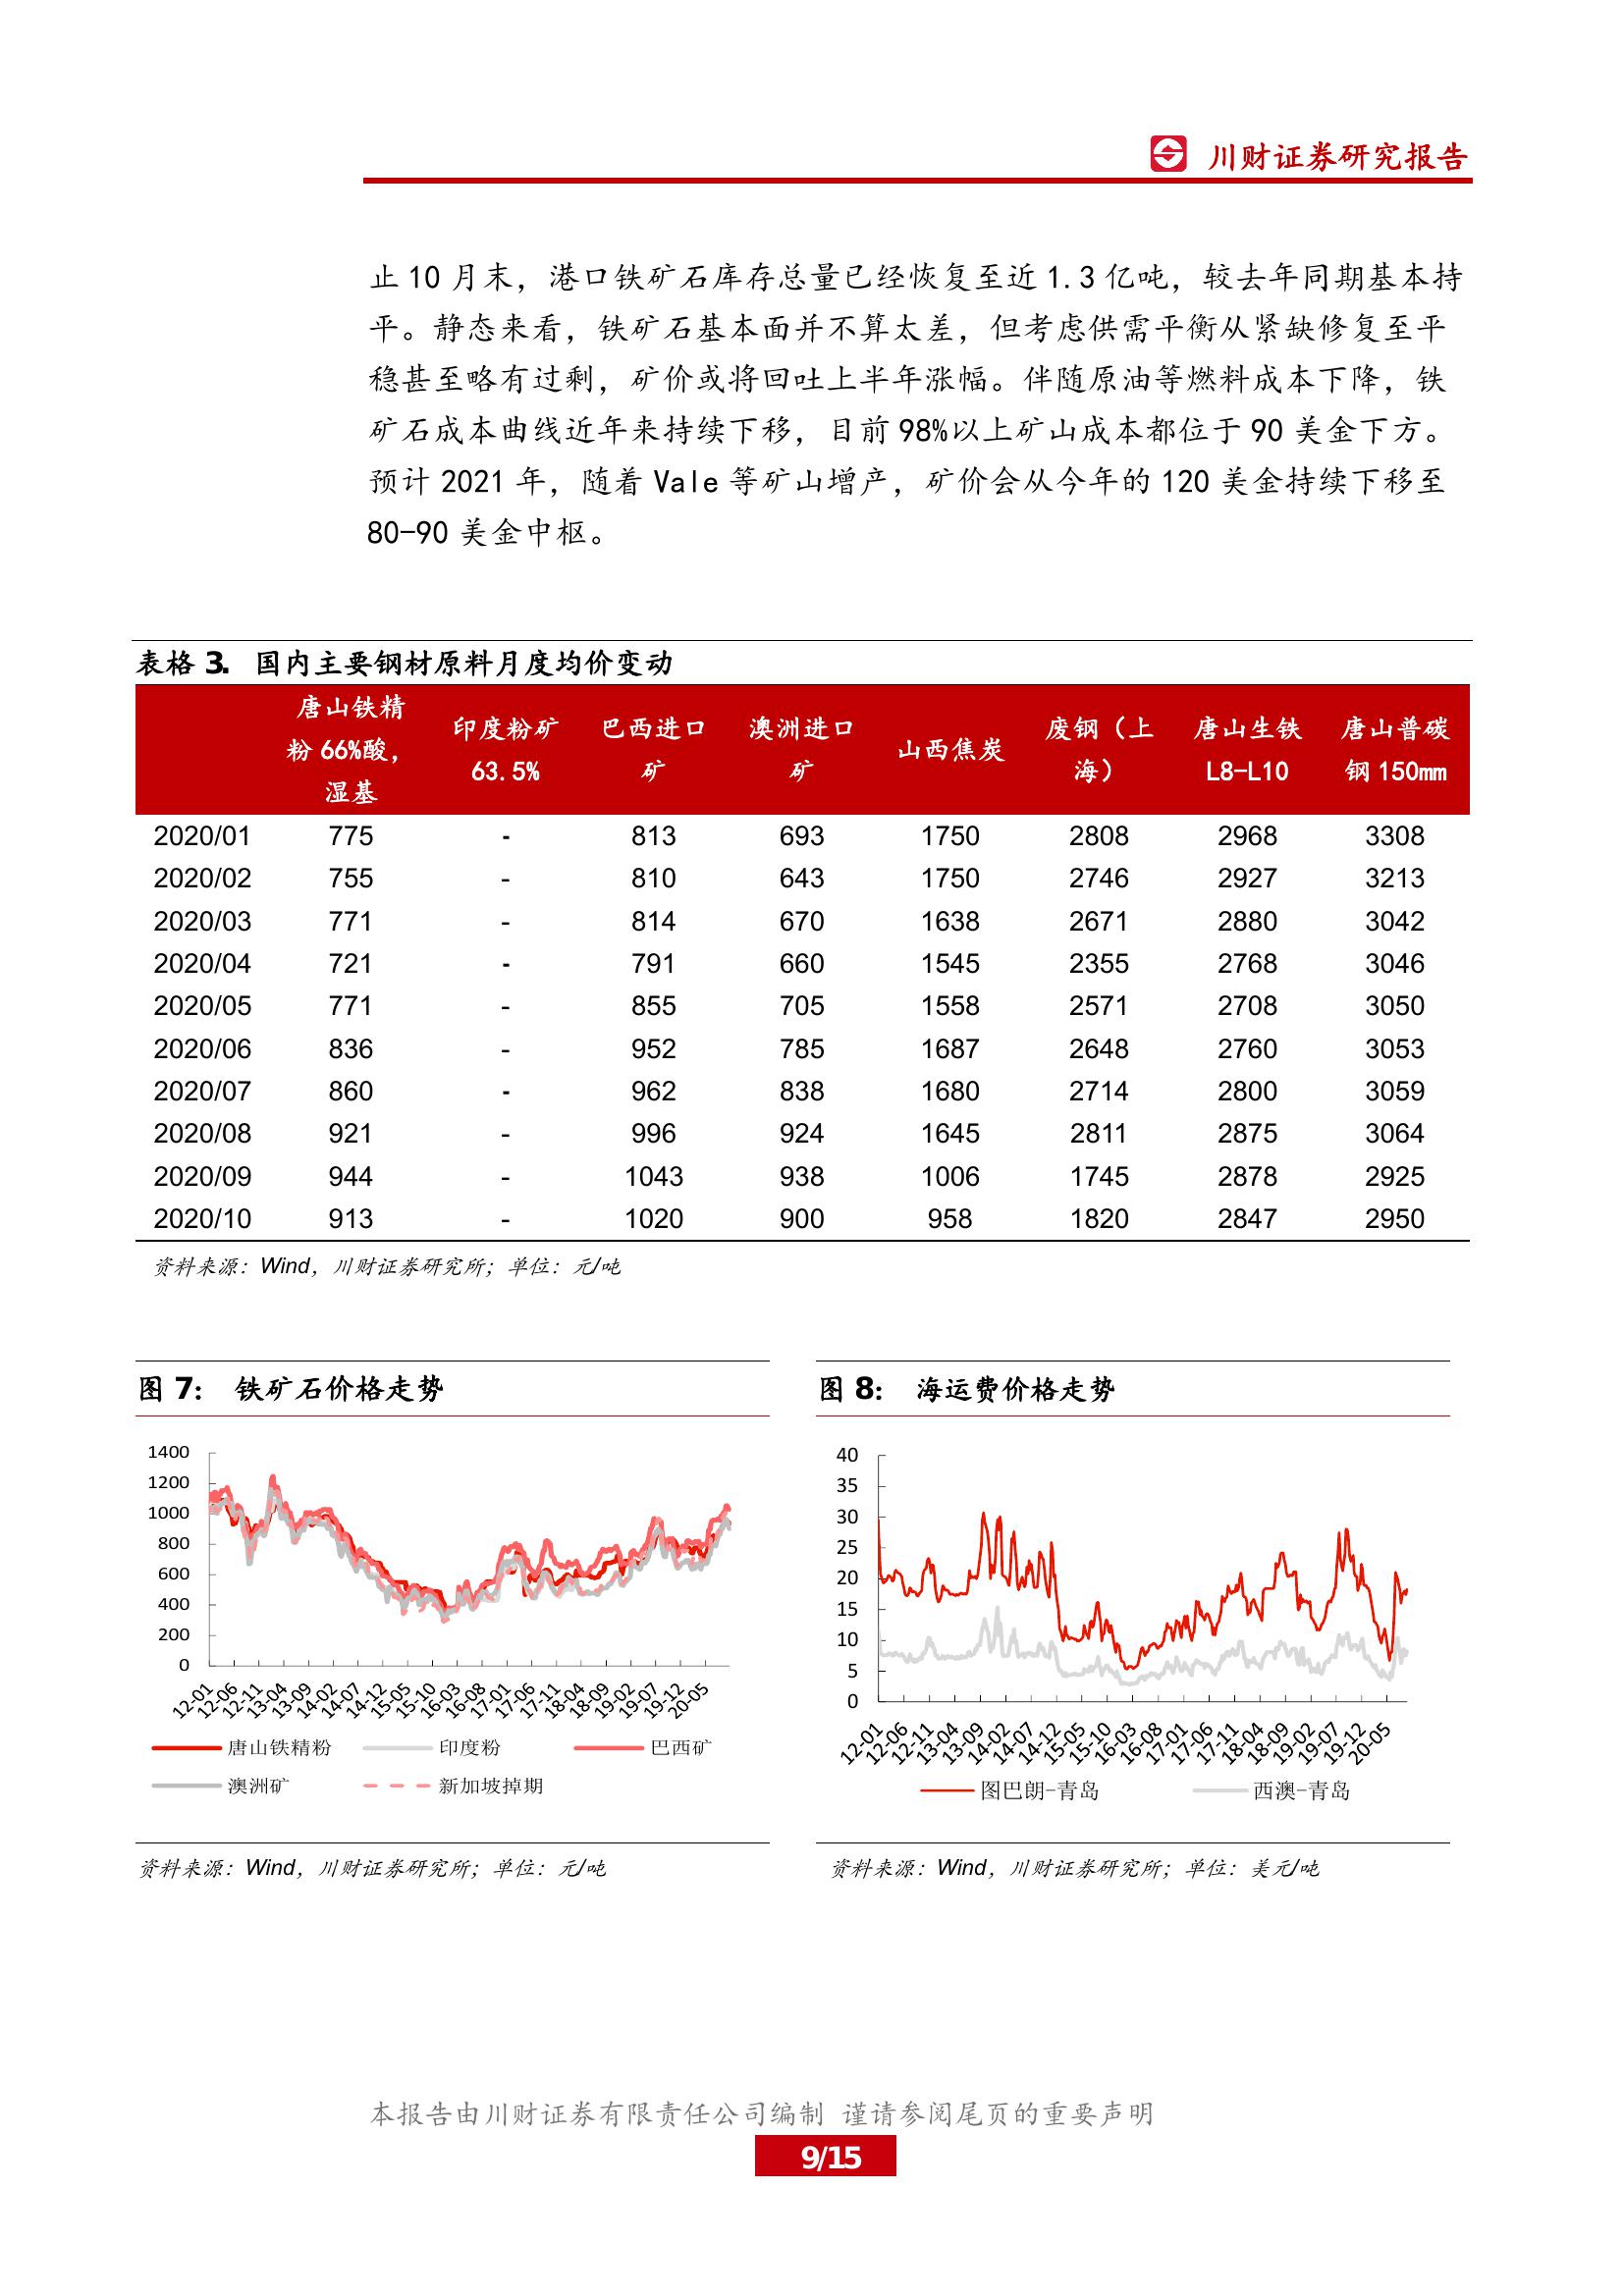 川财证券研究报告
止 10 月末，港口铁矿石库存总量已经恢复至近 1.3 亿吨，较去年同期基本持
平。静态来看，铁矿石基本面并不算太差，但考虑供需平衡从紧缺修复至平
稳甚至略有过剩，矿价或将回吐上半年涨幅。伴随原油等燃料成本下降，铁
矿石成本曲线近年来持续下移，目前 98%以上矿山成本都位于 90 美金下方。
预计 2021 年，随着 Vale 等矿山增产，矿价会从今年的 120 美金持续下移至
80-90 美金中枢。
表格 3. 国内主要钢材原料月度均价变动
唐山铁精粉 66%酸，湿基 印度粉矿 63.5% 巴西进口矿 澳洲进口矿 山西焦炭 废钢（上海） 唐山生铁 L8-L10 唐山普碳钢 150mm
2020/01 775 - 813 693 1750 2808 2968 3308
2020/02 755 - 810 643 1750 2746 2927 3213
2020/03 771 - 814 670 1638 2671 2880 3042
2020/04 721 - 791 660 1545 2355 2768 3046
2020/05 771 - 855 705 1558 2571 2708 3050
2020/06 836 - 952 785 1687 2648 2760 3053
2020/07 860 - 962 838 1680 2714 2800 3059
2020/08 921 - 996 924 1645 2811 2875 3064
2020/09 944 - 1043 938 1006 1745 2878 2925
2020/10 913 - 1020 900 958 1820 2847 2950
资料来源：Wind，川财证券研究所；单位：元/吨
图 7： 铁矿石价格走势
1400
1200
1000
800
600
400
200
0
12-01 12-06 12-11 13-04 13-09 14-02 14-07 14-12 15-05 15-10 16-03 16-08 17-01 17-06 17-11 18-04 18-09 19-02 19-07 19-12 20-05
唐山铁精粉 印度粉 巴西矿
澳洲矿 新加坡掉期
资料来源：Wind，川财证券研究所；单位：元/吨
图 8： 海运费价格走势
40
35
30
25
20
15
10
5
0
12-01 12-06 12-11 13-04 13-09 14-02 14-07 14-12 15-05 15-10 16-03 16-08 17-01 17-06 17-11 18-04 18-09 19-02 19-07 19-12 20-05
图巴朗-青岛 西澳-青岛
资料来源：Wind，川财证券研究所；单位：美元/吨
本报告由川财证券有限责任公司编制 谨请参阅尾页的重要声明
9/15